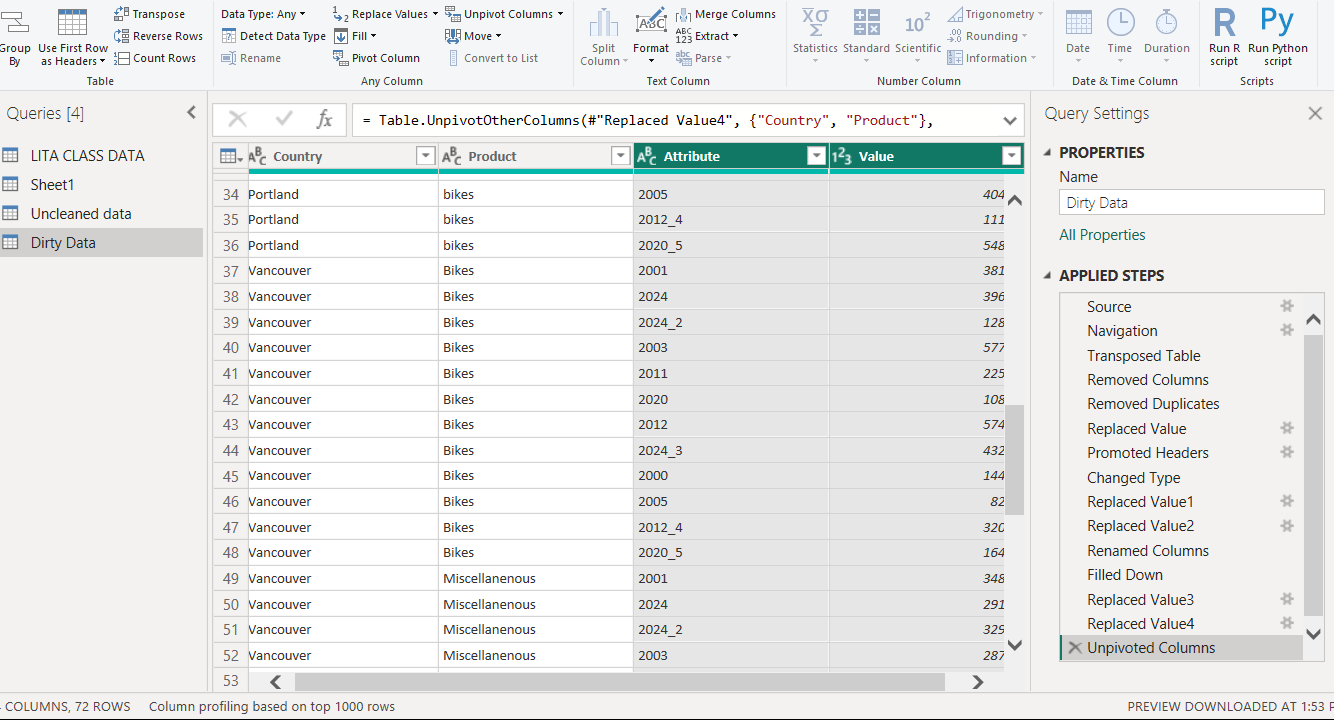 Transpose Data Type: Any Replace Values Unpivot Columns Merge Columns Trigonometry
Group By Use First Row as Headers Reverse Rows Detect Data Type Fill Move Split Column Format Extract Statistics Standard Scientific Rounding Date Time Duration Run R script Run Python script
Count Rows Rename Pivot Column Convert to List Parse Information
Table Any Column Text Column Number Column Date & Time Column Scripts
Queries [4]
LITA CLASS DATA
Sheet1
Uncleaned data
Dirty Data
= Table.UnpivotOtherColumns(#"Replaced Value4", {"Country", "Product"},
Country Product Attribute Value
34 Portland bikes 2005 404
35 Portland bikes 2012_4 111
36 Portland bikes 2020_5 548
37 Vancouver Bikes 2001 381
38 Vancouver Bikes 2024 396
39 Vancouver Bikes 2024_2 128
40 Vancouver Bikes 2003 577
41 Vancouver Bikes 2011 225
42 Vancouver Bikes 2020 108
43 Vancouver Bikes 2012 574
44 Vancouver Bikes 2024_3 432
45 Vancouver Bikes 2000 144
46 Vancouver Bikes 2005 82
47 Vancouver Bikes 2012_4 320
48 Vancouver Bikes 2020_5 164
49 Vancouver Miscellanenous 2001 348
50 Vancouver Miscellanenous 2024 291
51 Vancouver Miscellanenous 2024_2 329
52 Vancouver Miscellanenous 2003 287
53
Query Settings
PROPERTIES
Name
Dirty Data
All Properties
APPLIED STEPS
Source
Navigation
Transposed Table
Removed Columns
Removed Duplicates
Replaced Value
Promoted Headers
Changed Type
Replaced Value1
Replaced Value2
Renamed Columns
Filled Down
Replaced Value3
Replaced Value4
Unpivoted Columns
COLUMNS, 72 ROWS Column profiling based on top 1000 rows PREVIEW DOWNLOADED AT 1:53